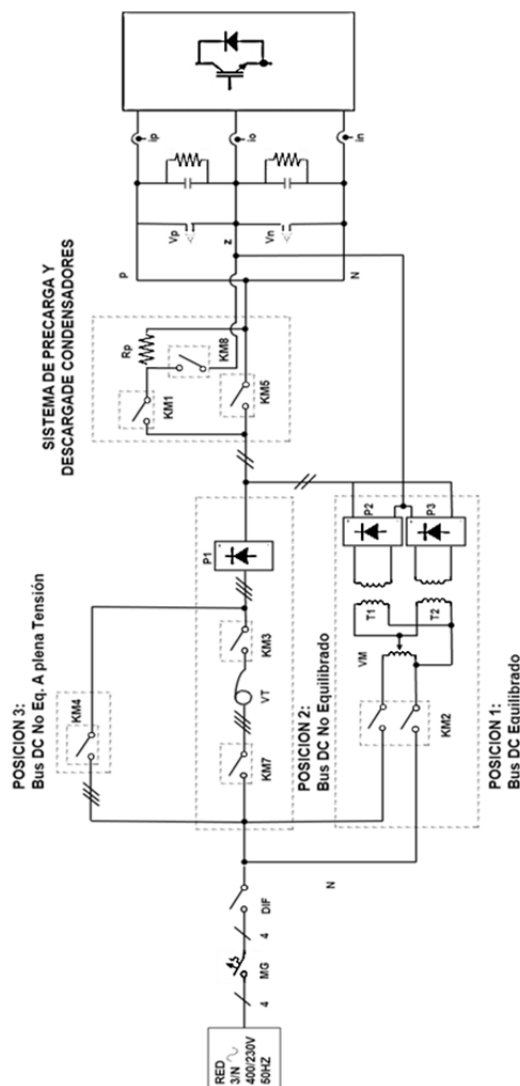 RED
3/N
400/230V
50HZ
4
MG
4
DIF
N
POSICION 3:
Bus DC No Eq. A plena Tensión
KM4
KM7
VT
KM3
P1
POSICION 2:
Bus DC No Equilibrado
KM2
VM
T1
T2
P2
P3
POSICION 1:
Bus DC Equilibrado
SISTEMA DE PRECARGA Y
DESCARGADE CONDENSADORES
KM1
Rp
KM8
KM5
P
Z
N
Vp
Vn
ip
io
in